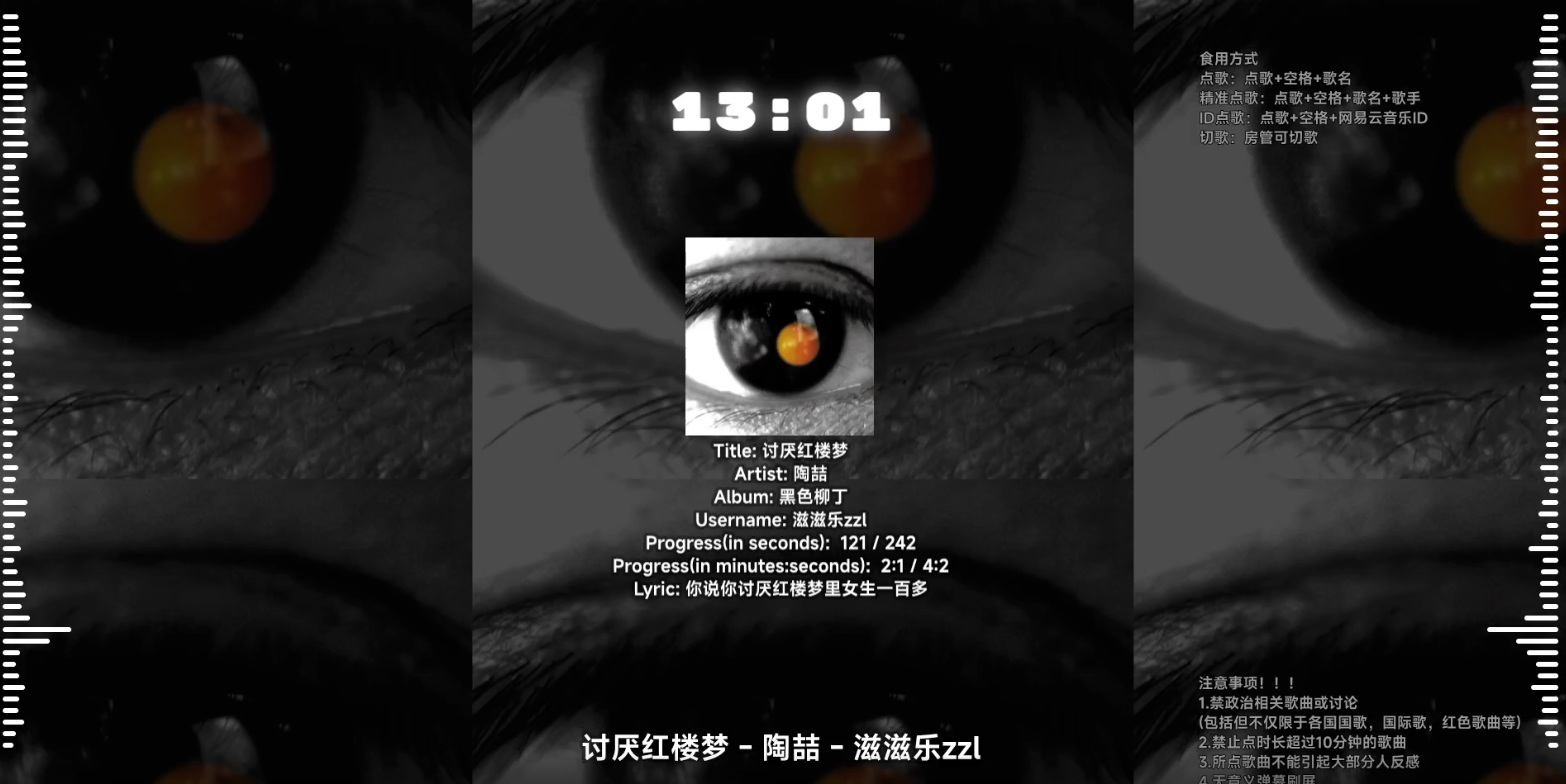 13:01
食用方式
点歌：点歌+空格+歌名
精准点歌：点歌+空格+歌名+歌手
ID点歌：点歌+空格+网易云音乐ID
切歌：房管可切歌
Title: 讨厌红楼梦
Artist: 陶喆
Album: 黑色柳丁
Username: 滋滋乐zzl
Progress(in seconds): 121 / 242
Progress(in minutes:seconds): 2:1 / 4:2
Lyric: 你说你讨厌红楼梦里女生一百多
讨厌红楼梦 - 陶喆 - 滋滋乐zzl
注意事项！！！
1.禁政治相关歌曲或讨论
(包括但不仅限于各国国歌，国际歌，红色歌曲等)
2.禁止点时长超过10分钟的歌曲
3.所点歌曲不能引起大部分人反感
4.无意义弹幕刷屏